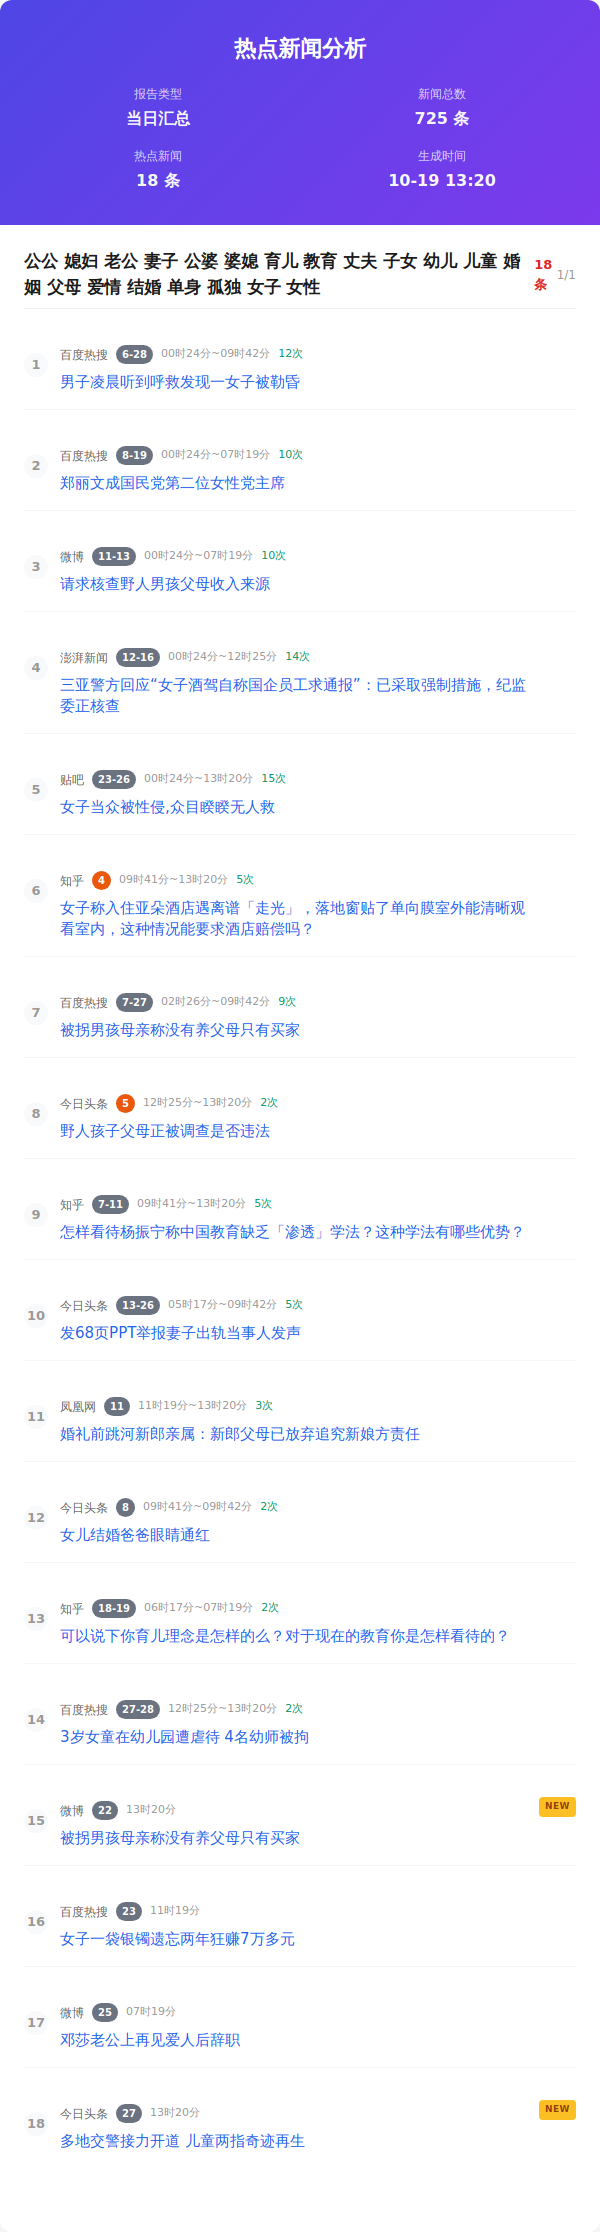 热点新闻分析
报告类型
当日汇总
新闻总数
725 条
热点新闻
18 条
生成时间
10-19 13:20
公公 媳妇 老公 妻子 公婆 婆媳 育儿 教育 丈夫 子女 幼儿 儿童 婚
姻 父母 爱情 结婚 单身 孤独 女子 女性
18
条
1/1
1
百度热搜 6-28 00时24分~09时42分 12次
男子凌晨听到呼救发现一女子被勒昏
2
百度热搜 8-19 00时24分~07时19分 10次
郑丽文成国民党第二位女性党主席
3
微博 11-13 00时24分~07时19分 10次
请求核查野人男孩父母收入来源
4
澎湃新闻 12-16 00时24分~12时25分 14次
三亚警方回应“女子酒驾自称国企员工求通报”：已采取强制措施，纪监
委正核查
5
贴吧 23-26 00时24分~13时20分 15次
女子当众被性侵,众目睽睽无人救
6
知乎 4 09时41分~13时20分 5次
女子称入住亚朵酒店遇离谱「走光」，落地窗贴了单向膜室外能清晰观
看室内，这种情况能要求酒店赔偿吗？
7
百度热搜 7-27 02时26分~09时42分 9次
被拐男孩母亲称没有养父母只有买家
8
今日头条 5 12时25分~13时20分 2次
野人孩子父母正被调查是否违法
9
知乎 7-11 09时41分~13时20分 5次
怎样看待杨振宁称中国教育缺乏「渗透」学法？这种学法有哪些优势？
10
今日头条 13-26 05时17分~09时42分 5次
发68页PPT举报妻子出轨当事人发声
11
凤凰网 11 11时19分~13时20分 3次
婚礼前跳河新郎亲属：新郎父母已放弃追究新娘方责任
12
今日头条 8 09时41分~09时42分 2次
女儿结婚爸爸眼睛通红
13
知乎 18-19 06时17分~07时19分 2次
可以说下你育儿理念是怎样的么？对于现在的教育你是怎样看待的？
14
百度热搜 27-28 12时25分~13时20分 2次
3岁女童在幼儿园遭虐待 4名幼师被拘
15
微博 22 13时20分
NEW
被拐男孩母亲称没有养父母只有买家
16
百度热搜 23 11时19分
女子一袋银镯遗忘两年狂赚7万多元
17
微博 25 07时19分
邓莎老公上再见爱人后辞职
18
今日头条 27 13时20分
NEW
多地交警接力开道 儿童两指奇迹再生